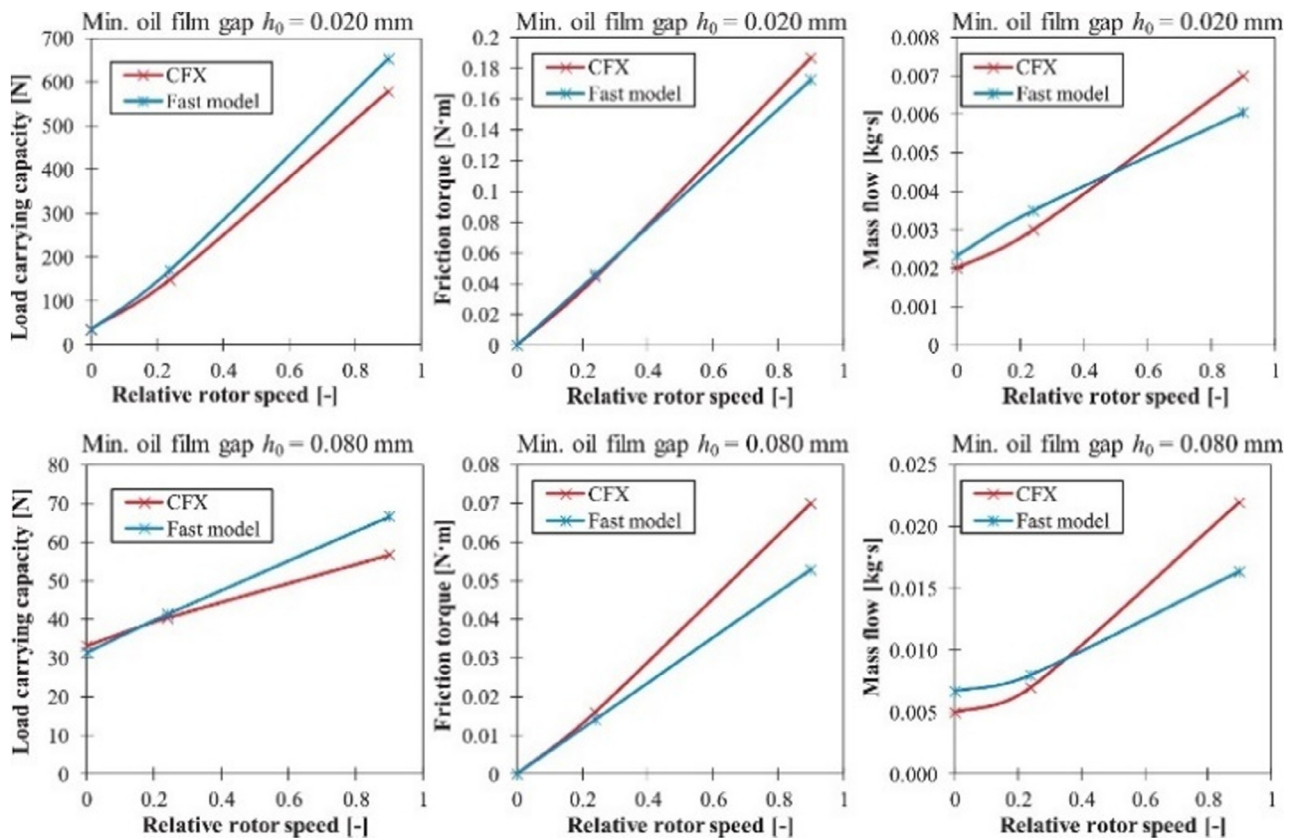 Min. oil film gap h₀ = 0.020 mm
Load carrying capacity [N]
700
600
500
400
300
200
100
0
CFX
Fast model
0 0.2 0.4 0.6 0.8 1
Relative rotor speed [-]
Min. oil film gap h₀ = 0.020 mm
Friction torque [N·m]
0.2
0.18
0.16
0.14
0.12
0.1
0.08
0.06
0.04
0.02
0
CFX
Fast model
0 0.2 0.4 0.6 0.8 1
Relative rotor speed [-]
Min. oil film gap h₀ = 0.020 mm
Mass flow [kg·s]
0.008
0.007
0.006
0.005
0.004
0.003
0.002
0.001
0
CFX
Fast model
0 0.2 0.4 0.6 0.8 1
Relative rotor speed [-]
Min. oil film gap h₀ = 0.080 mm
Load carrying capacity [N]
80
70
60
50
40
30
20
10
0
CFX
Fast model
0 0.2 0.4 0.6 0.8 1
Relative rotor speed [-]
Min. oil film gap h₀ = 0.080 mm
Friction torque [N·m]
0.08
0.07
0.06
0.05
0.04
0.03
0.02
0.01
0
CFX
Fast model
0 0.2 0.4 0.6 0.8 1
Relative rotor speed [-]
Min. oil film gap h₀ = 0.080 mm
Mass flow [kg·s]
0.025
0.020
0.015
0.010
0.005
0.000
CFX
Fast model
0 0.2 0.4 0.6 0.8 1
Relative rotor speed [-]